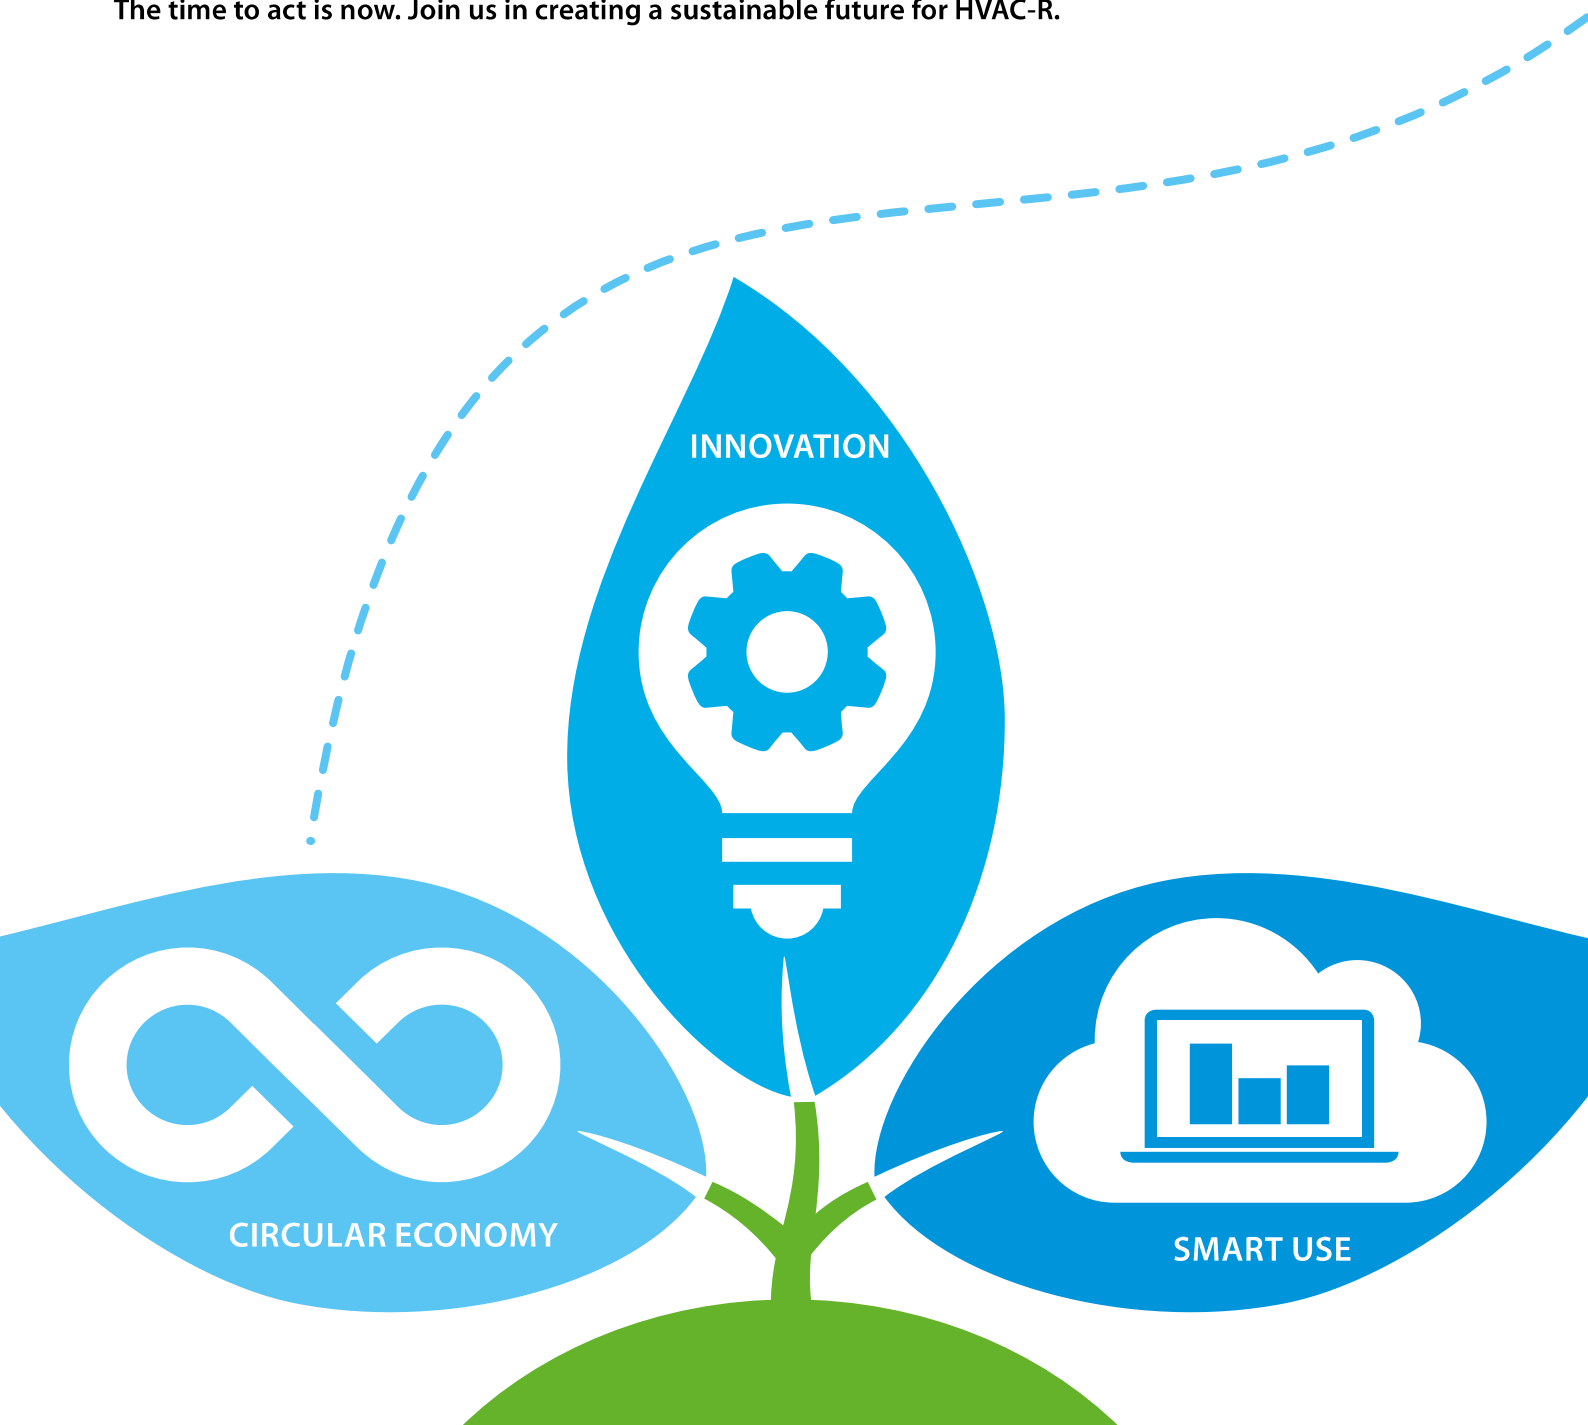 The time to act is now. Join us in creating a sustainable future for HVAC-R.
INNOVATION
CIRCULAR ECONOMY
SMART USE